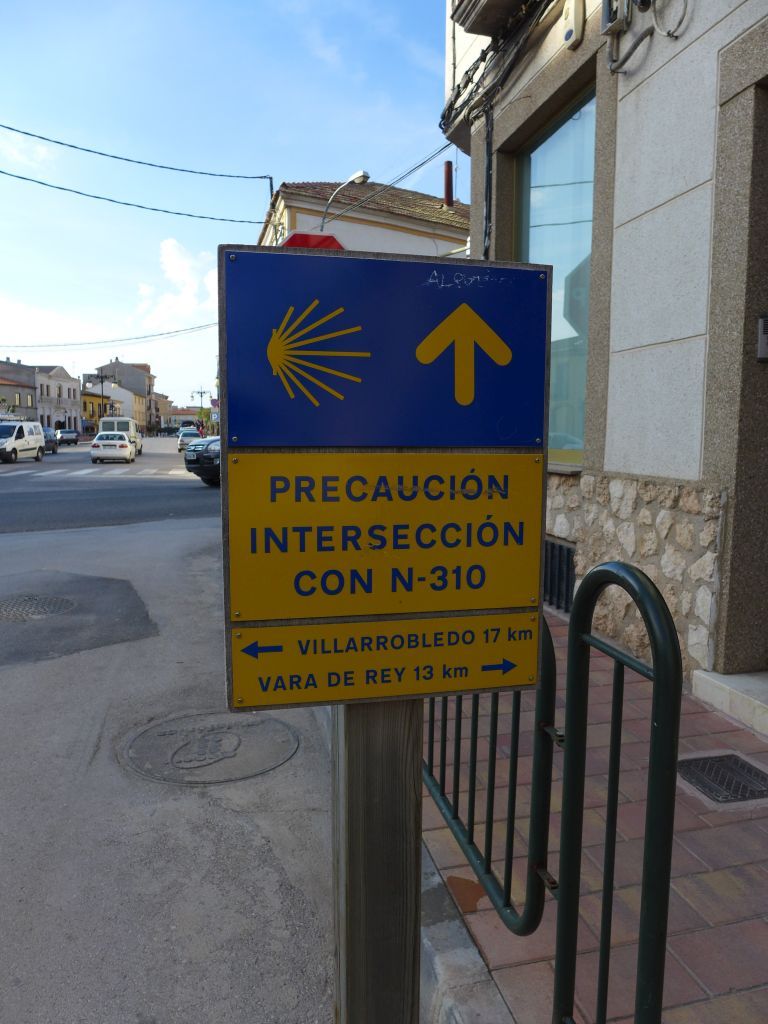 PRECAUCIÓN
INTERSECCIÓN
CON N-310
← VILLARROBLEDO 17 km
VARA DE REY 13 km →